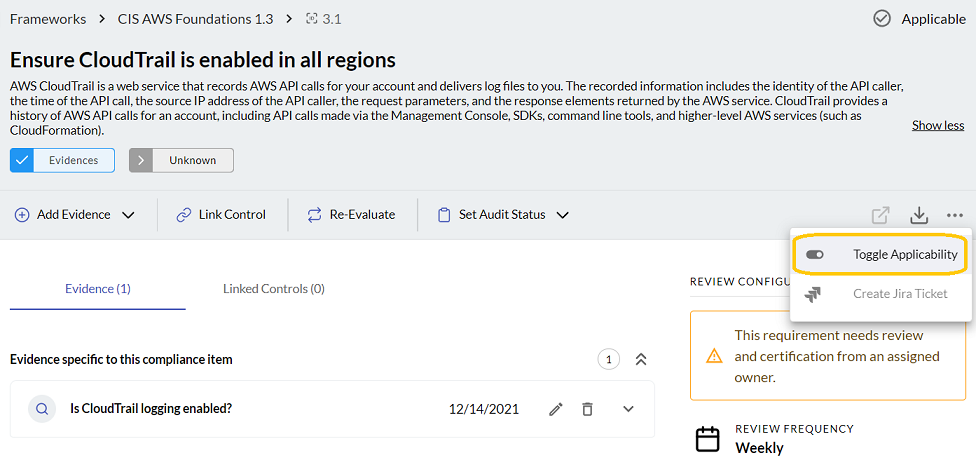 Frameworks > CIS AWS Foundations 1.3 > 3.1
Applicable
Ensure CloudTrail is enabled in all regions
AWS CloudTrail is a web service that records AWS API calls for your account and delivers log files to you. The recorded information includes the identity of the API caller,
the time of the API call, the source IP address of the API caller, the request parameters, and the response elements returned by the AWS service. CloudTrail provides a
history of AWS API calls for an account, including API calls made via the Management Console, SDKs, command line tools, and higher-level AWS services (such as
CloudFormation).
Show less
Evidences
Unknown
Add Evidence
Link Control
Re-Evaluate
Set Audit Status
Toggle Applicability
Create Jira Ticket
Evidence (1)
Linked Controls (0)
REVIEW CONFIGU
This requirement needs review
and certification from an assigned
owner.
Evidence specific to this compliance item
1
Is CloudTrail logging enabled?
12/14/2021
REVIEW FREQUENCY
Weekly